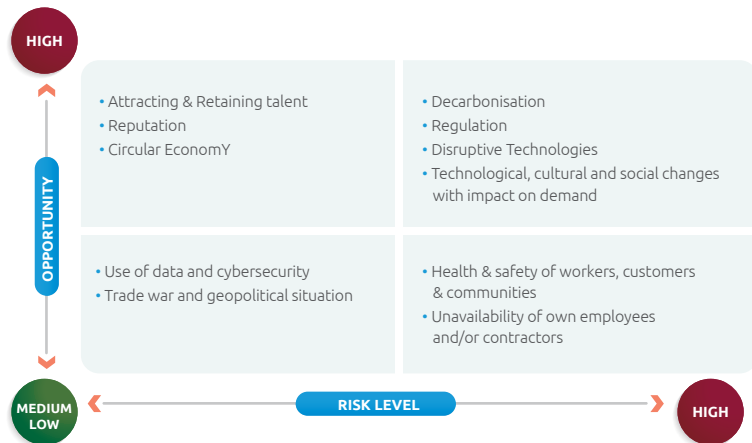 HIGH
• Attracting & Retaining talent
• Reputation
• Circular EconomY
• Decarbonisation
• Regulation
• Disruptive Technologies
• Technological, cultural and social changes
with impact on demand
OPPORTUNITY
• Use of data and cybersecurity
• Trade war and geopolitical situation
• Health & safety of workers, customers
& communities
• Unavailability of own employees
and/or contractors
MEDIUM
LOW
RISK LEVEL
HIGH